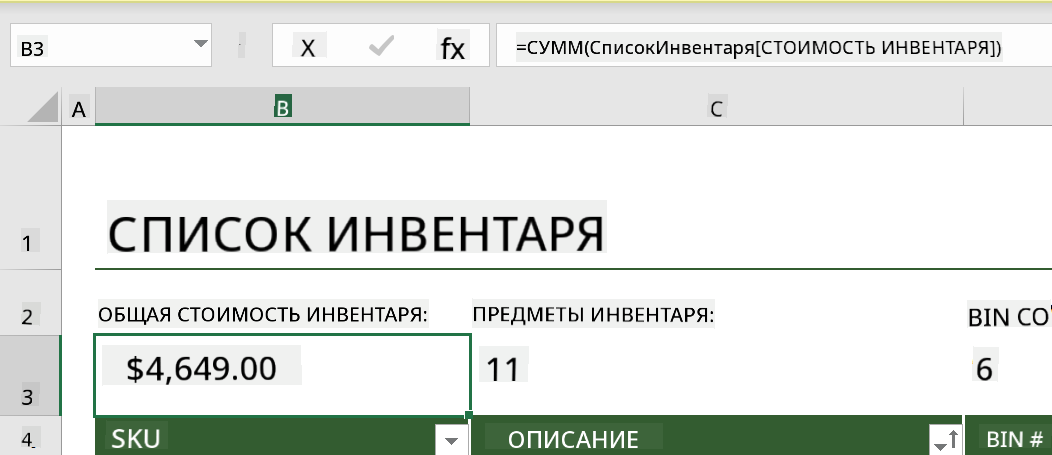 B3 X fx =СУММ(СписокИнвентаря[СТОИМОСТЬ ИНВЕНТАРЯ])
A B C
1 СПИСОК ИНВЕНТАРЯ
2 ОБЩАЯ СТОИМОСТЬ ИНВЕНТАРЯ: ПРЕДМЕТЫ ИНВЕНТАРЯ: BIN
3 $4,649.00 11 6
4 SKU ОПИСАНИЕ BIN #